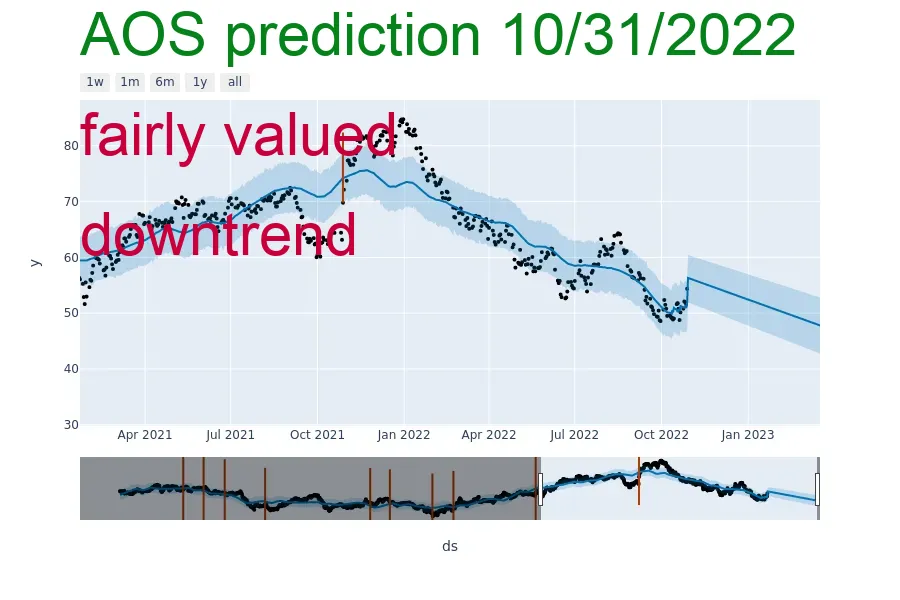 AOS prediction 10/31/2022
1w 1m 6m 1y all
fairly valued
downtrend
80
70
60
50
40
30
y
Apr 2021 Jul 2021 Oct 2021 Jan 2022 Apr 2022 Jul 2022 Oct 2022 Jan 2023
ds